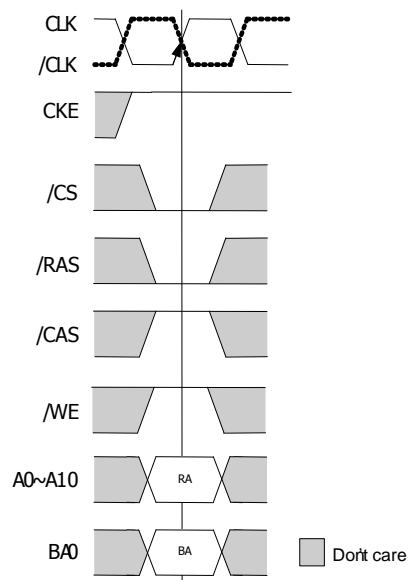 CLK
/CLK
CKE
/CS
/RAS
/CAS
/WE
A0~A10
RA
BA0
BA
Don't care